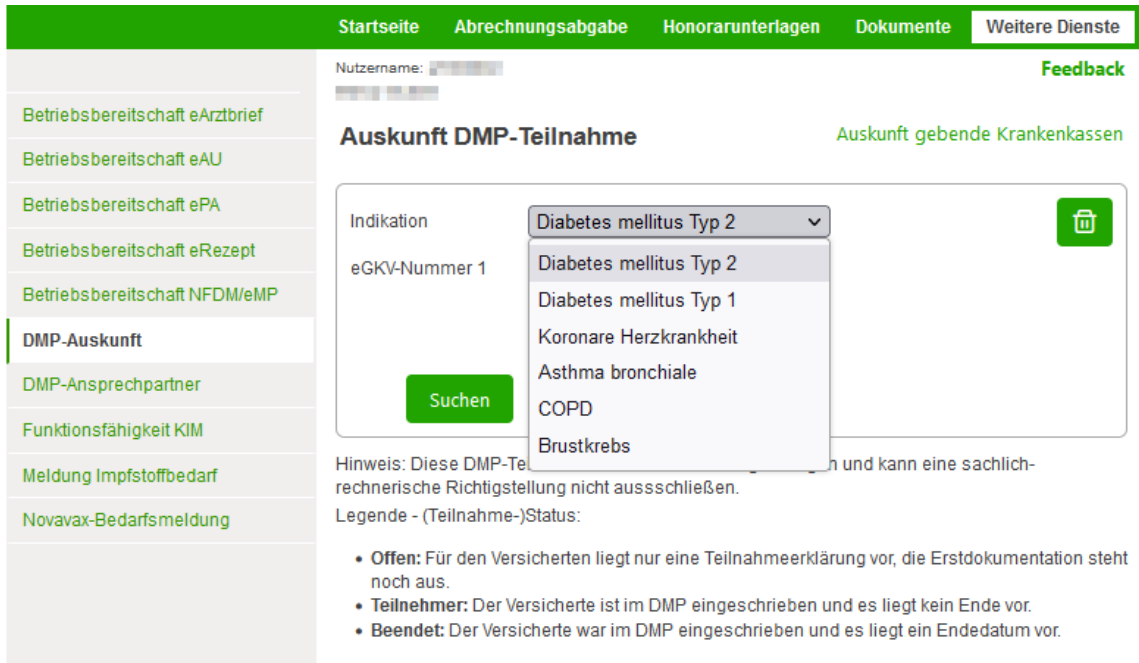 Startseite Abrechnungsabgabe Honorarunterlagen Dokumente Weitere Dienste
Nutzername:
Feedback
Betriebsbereitschaft eArztbrief
Betriebsbereitschaft eAU
Betriebsbereitschaft ePA
Betriebsbereitschaft eRezept
Betriebsbereitschaft NFDM/eMP
DMP-Auskunft
DMP-Ansprechpartner
Funktionsfähigkeit KIM
Meldung Impfstoffbedarf
Novavax-Bedarfsmeldung
Auskunft DMP-Teilnahme
Auskunft gebende Krankenkassen
Indikation Diabetes mellitus Typ 2
eGKV-Nummer 1
Diabetes mellitus Typ 2
Diabetes mellitus Typ 1
Koronare Herzkrankheit
Asthma bronchiale
COPD
Brustkrebs
Suchen
Hinweis: Diese DMP-Te n und kann eine sachlich-
rechnerische Richtigstellung nicht aussschließen.
Legende - (Teilnahme-)Status:
• Offen: Für den Versicherten liegt nur eine Teilnahmeerklärung vor, die Erstdokumentation steht
noch aus.
• Teilnehmer: Der Versicherte ist im DMP eingeschrieben und es liegt kein Ende vor.
• Beendet: Der Versicherte war im DMP eingeschrieben und es liegt ein Endedatum vor.